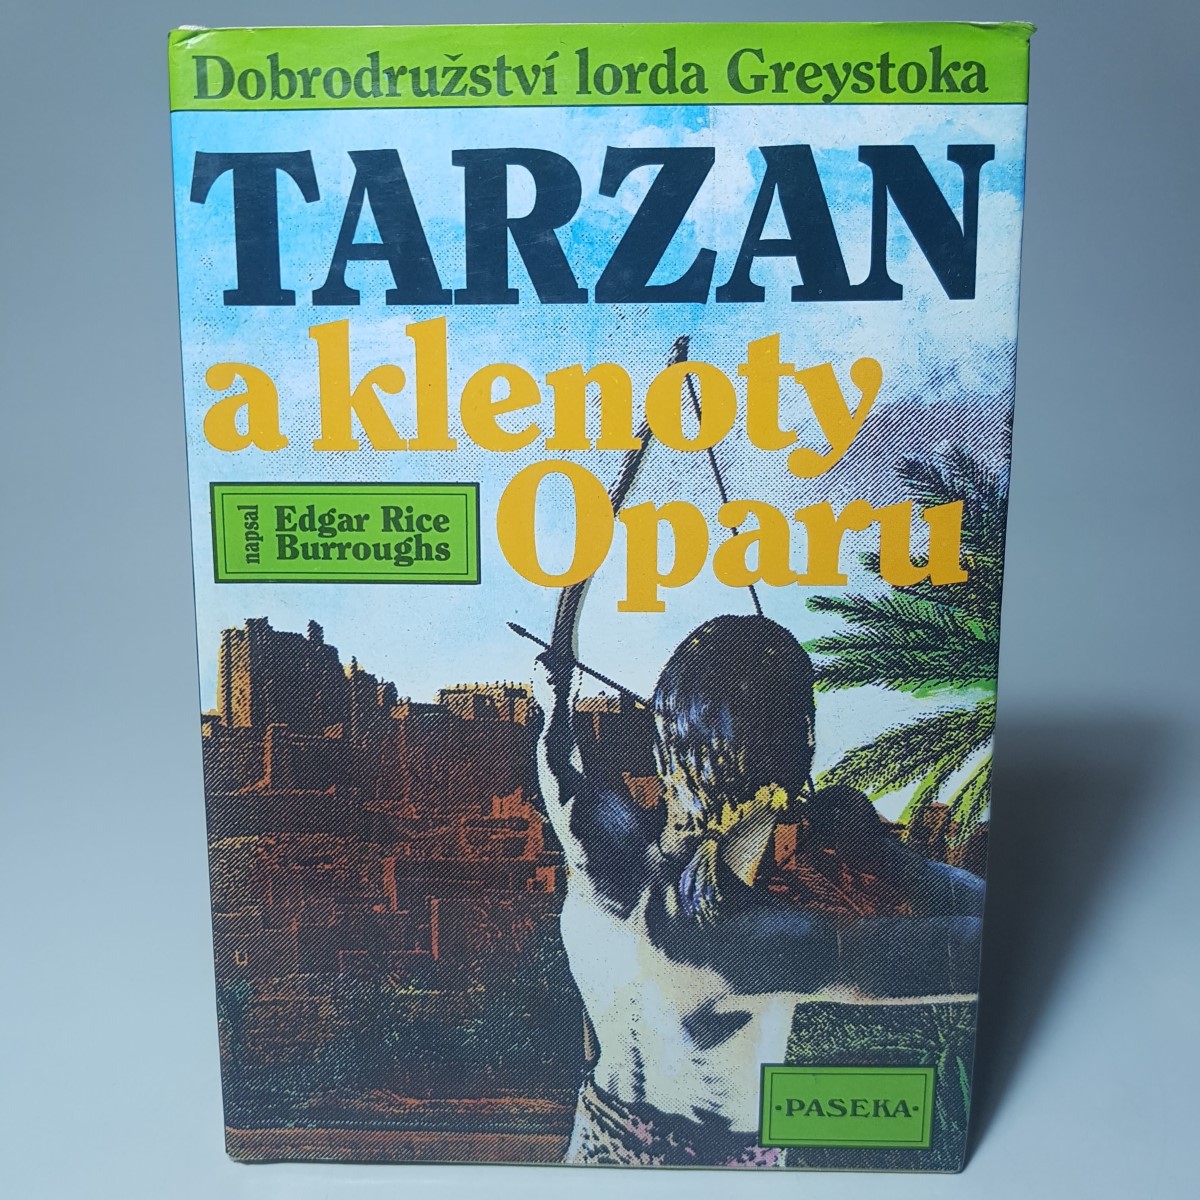 Dobrodružství lorda Greystoka
TARZAN
a klenoty
Oparu
napsal
Edgar Rice
Burroughs
·PASEKA·